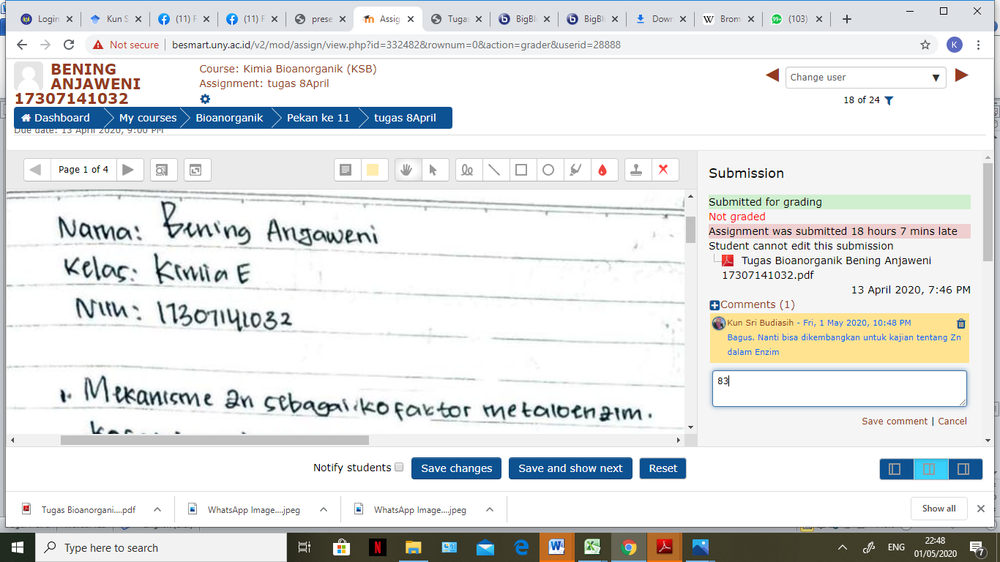 Login
Kun S
(11) F
(11) F
prese
Assig
Tugas
BigBl
BigBl
Down
Brom
99+
(103)
Not secure
besmart.uny.ac.id/v2/mod/assign/view.php?id=332482&rownum=0&action=grader&userid=28888
K
BENING
ANJAWENI
17307141032
Course: Kimia Bioanorganik (KSB)
Assignment: tugas 8April
Change user
18 of 24
Dashboard
My courses
Bioanorganik
Pekan ke 11
tugas 8April
Due date: 13 April 2020, 9:00 PM
Page 1 of 4
Nama: Bening Anjaweni
Kelas: Kimia E
Nim: 17307141032
1. Mekanisme Zn sebagai kofaktor metaloenzim.
Submission
Submitted for grading
Not graded
Assignment was submitted 18 hours 7 mins late
Student cannot edit this submission
Tugas Bioanorganik Bening Anjaweni
17307141032.pdf
13 April 2020, 7:46 PM
Comments (1)
Kun Sri Budiasih - Fri, 1 May 2020, 10:48 PM
Bagus. Nanti bisa dikembangkan untuk kajian tentang Zn
dalam Enzim
83
Save comment | Cancel
Notify students
Save changes
Save and show next
Reset
Tugas Bioanorgani....pdf
WhatsApp Image....jpeg
WhatsApp Image....jpeg
Show all
Type here to search
ENG
22:48
01/05/2020
7